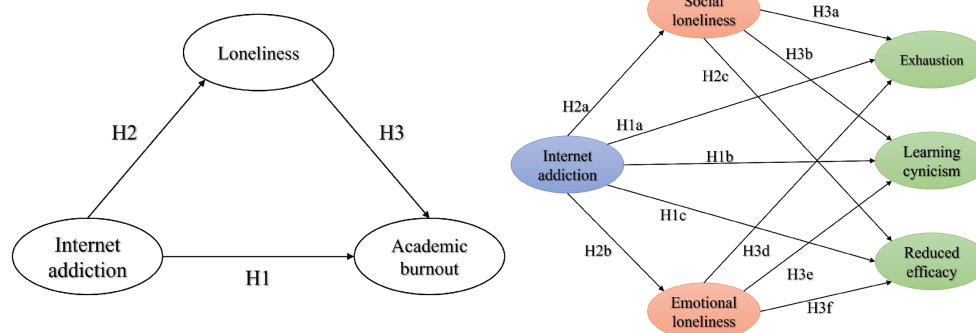 Loneliness
H2
H3
Internet
addiction
H1
Academic
burnout
Social
loneliness
H3a
H3b
H2c
Exhaustion
H2a
H1a
Internet
addiction
H1b
Learning
cynicism
H1c
H2b
H3d
H3e
Reduced
efficacy
Emotional
loneliness
H3f